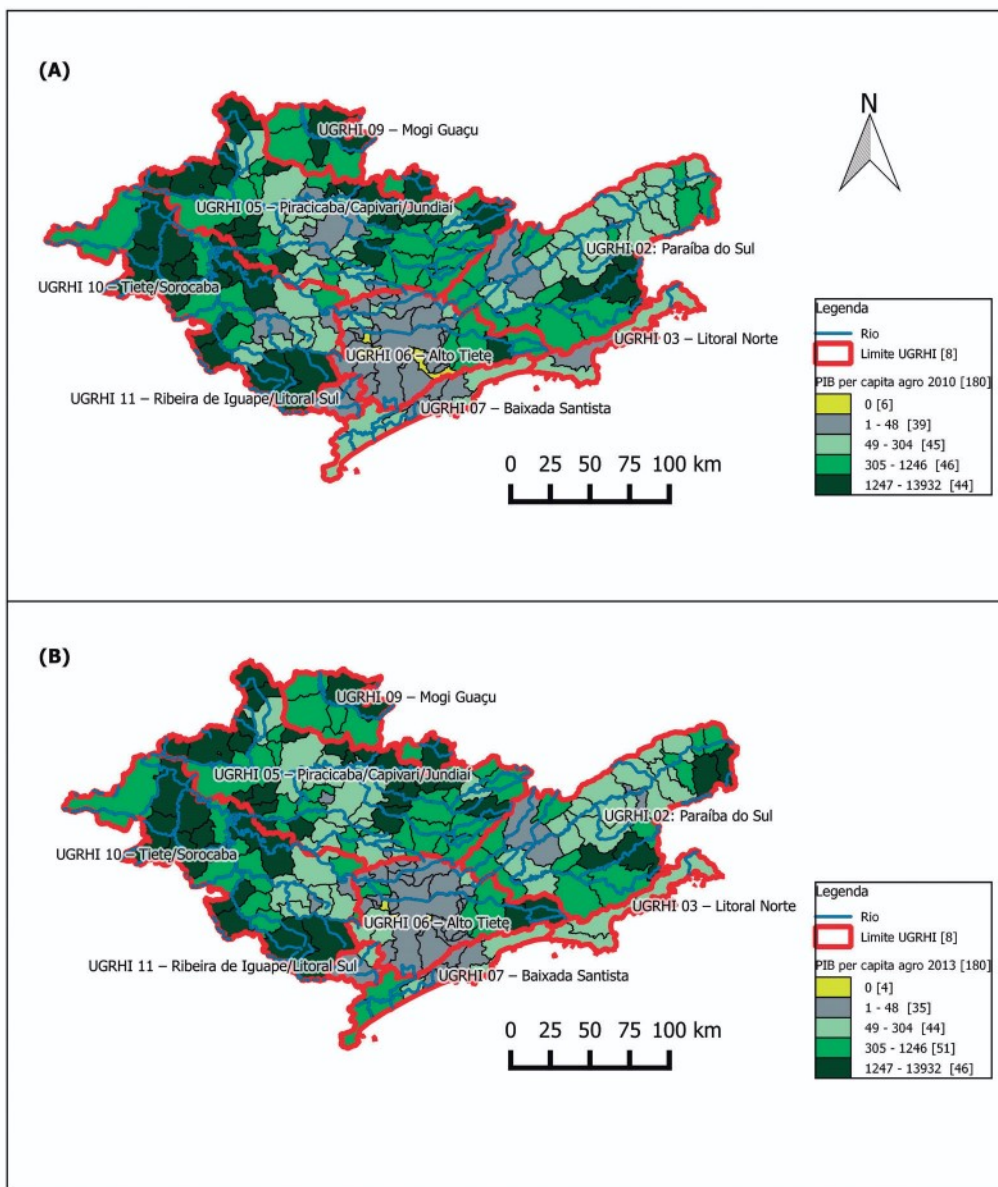 (A)
N
UGRHI 09 – Mogi Guaçu
UGRHI 05 – Piracicaba/Capivari/Jundiaí
UGRHI 02: Paraíba do Sul
UGRHI 10 – Tietê/Sorocaba
UGRHI 03 – Litoral Norte
UGRHI 06 – Alto Tietê
UGRHI 11 – Ribeira de Iguape/Litoral Sul
UGRHI 07 – Baixada Santista
0 25 50 75 100 km
Legenda
Rio
Limite UGRHI [8]
PIB per capita agro 2010 [180]
0 [6]
1 - 48 [39]
49 - 304 [45]
305 - 1246 [46]
1247 - 13932 [44]
(B)
UGRHI 09 – Mogi Guaçu
UGRHI 05 – Piracicaba/Capivari/Jundiaí
UGRHI 02: Paraíba do Sul
UGRHI 10 – Tietê/Sorocaba
UGRHI 03 – Litoral Norte
UGRHI 06 – Alto Tietê
UGRHI 11 – Ribeira de Iguape/Litoral Sul
UGRHI 07 – Baixada Santista
0 25 50 75 100 km
Legenda
Rio
Limite UGRHI [8]
PIB per capita agro 2013 [180]
0 [4]
1 - 48 [35]
49 - 304 [44]
305 - 1246 [51]
1247 - 13932 [46]